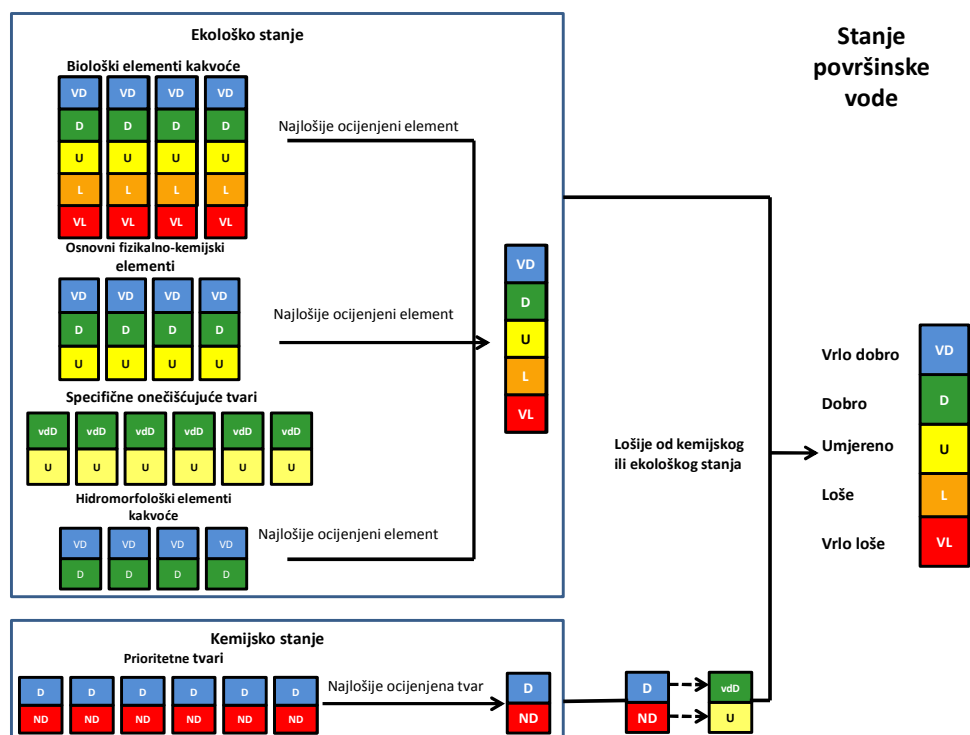 Ekološko stanje
Biološki elementi kakvoće
VD VD VD VD
D D D D
U U U U
L L L L
VL VL VL VL
Najlošije ocijenjeni element
Osnovni fizikalno-kemijski
elementi
VD VD VD VD
D D D D
U U U U
Najlošije ocijenjeni element
Specifične onečišćujuće tvari
vdD vdD vdD vdD vdD vdD
U U U U U U
Hidromorfološki elementi
kakvoće
VD VD VD VD
D D D D
Najlošije ocijenjeni element
VD
D
U
L
VL
Kemijsko stanje
Prioritetne tvari
D D D D D D
ND ND ND ND ND ND
Najlošije ocijenjena tvar
D
ND
D
ND
vdD
U
Lošije od kemijskog
ili ekološkog stanja
Stanje
površinske
vode
Vrlo dobro VD
Dobro D
Umjereno U
Loše L
Vrlo loše VL